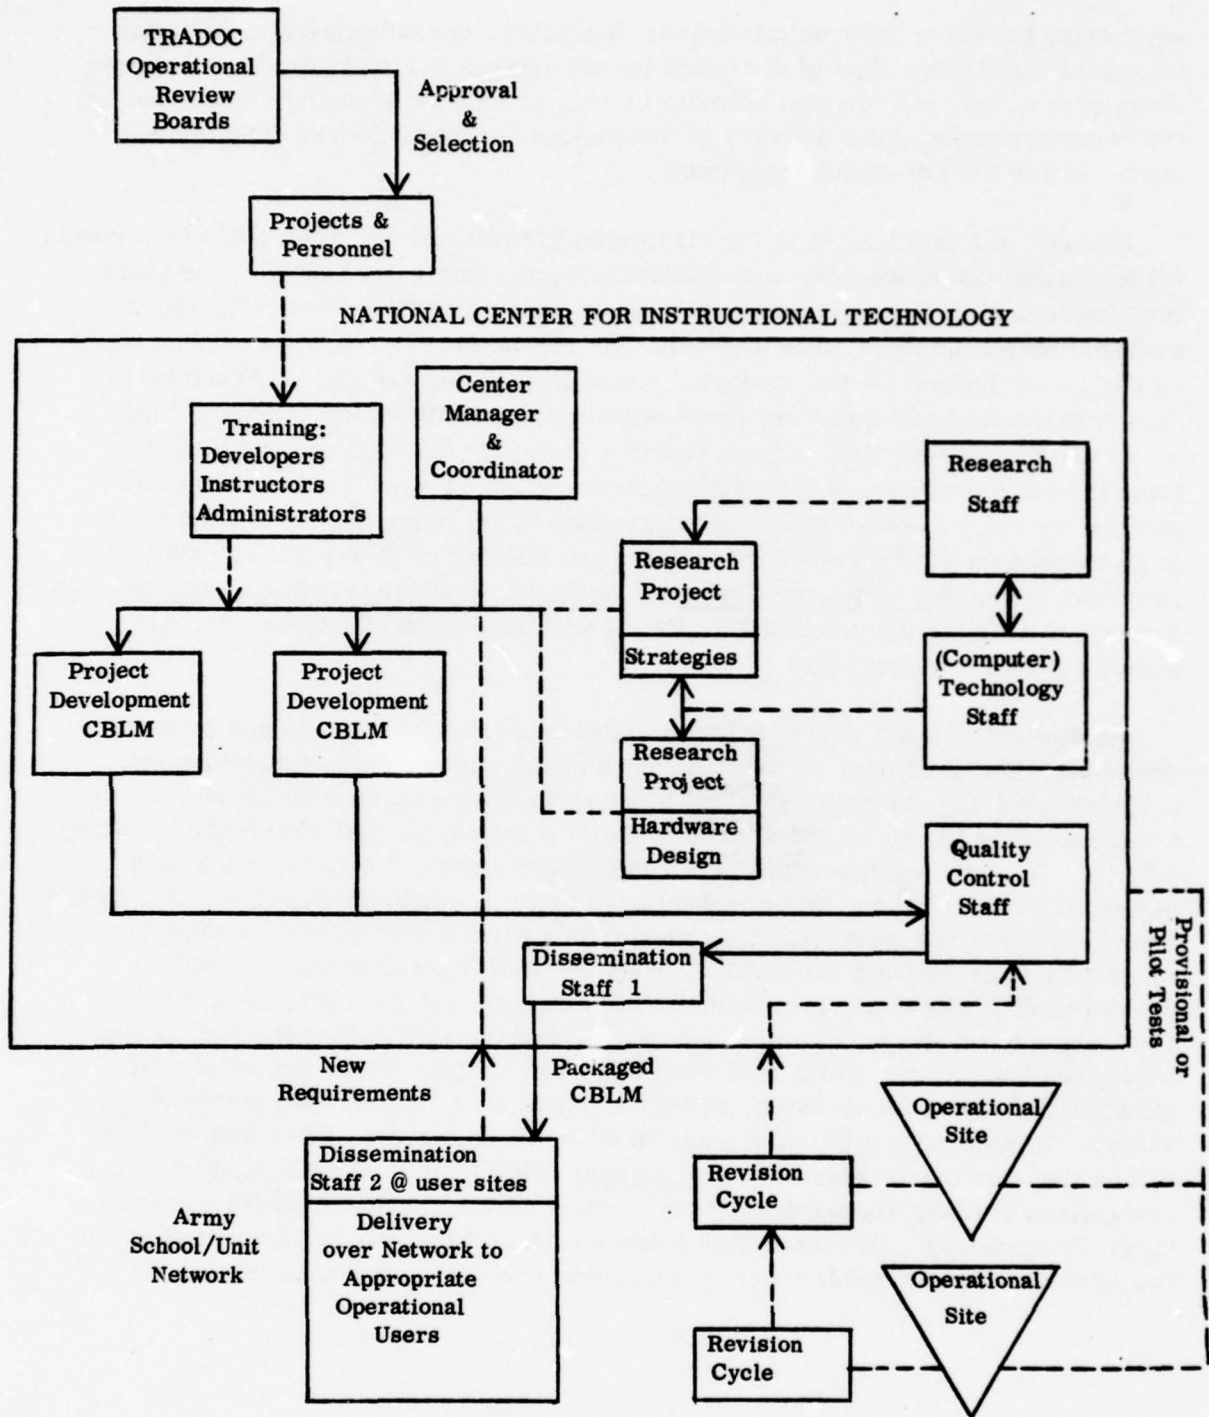 TRADOC
Operational
Review
Boards
Approval
&
Selection
Projects &
Personnel
NATIONAL CENTER FOR INSTRUCTIONAL TECHNOLOGY
Training:
Developers
Instructors
Administrators
Center
Manager
&
Coordinator
Research
Staff
Research
Project
Strategies
(Computer)
Technology
Staff
Project
Development
CBLM
Project
Development
CBLM
Research
Project
Hardware
Design
Quality
Control
Staff
Dissemination
Staff 1
Provisional or
Pilot Tests
New
Requirements
Packaged
CBLM
Operational
Site
Dissemination
Staff 2 @ user sites
Revision
Cycle
Army
School/Unit
Network
Delivery
over Network to
Appropriate
Operational
Users
Operational
Site
Revision
Cycle